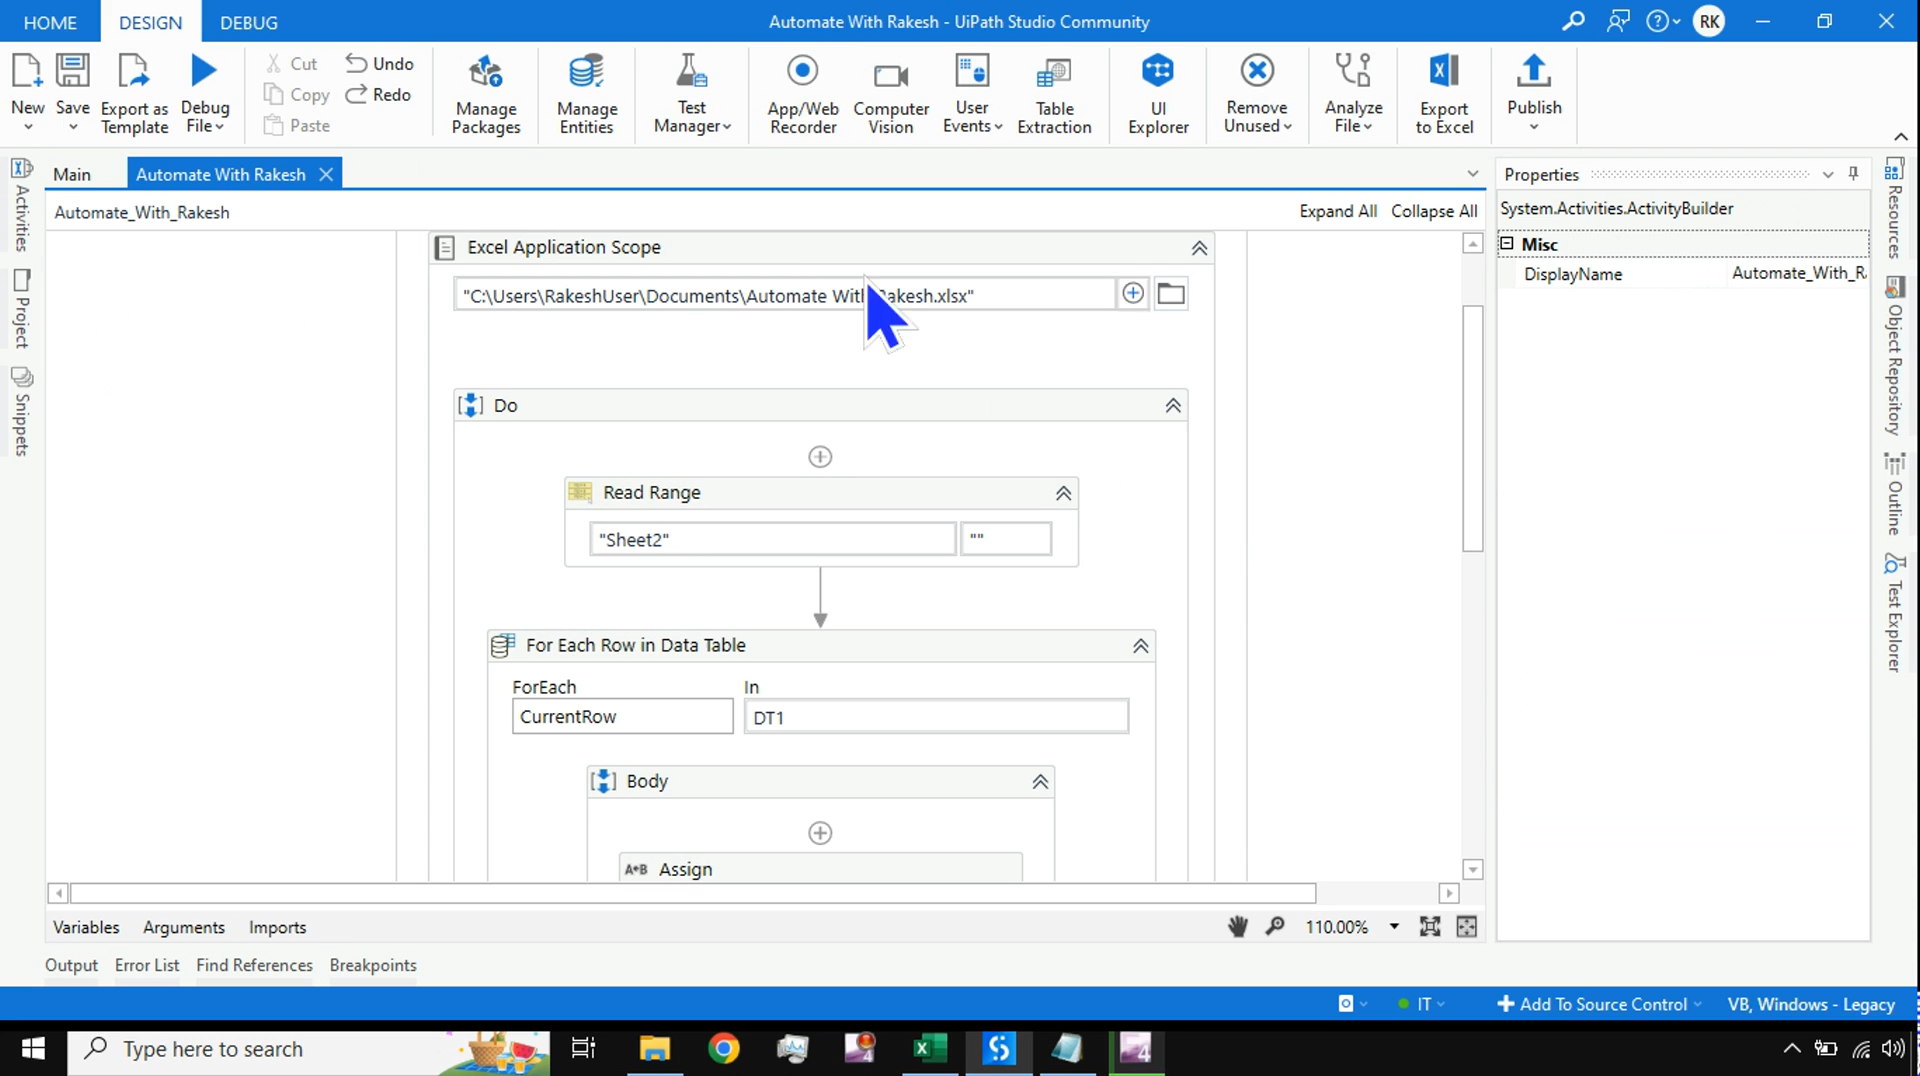 HOME DESIGN DEBUG Automate With Rakesh - UiPath Studio Community RK
New Save Export as Template Debug File Cut Copy Paste Undo Redo Manage Packages Manage Entities Test Manager App/Web Recorder Computer Vision User Events Table Extraction UI Explorer Remove Unused Analyze File Export to Excel Publish
Activities
Project
Snippets
Main Automate With Rakesh
Automate_With_Rakesh Expand All Collapse All
Excel Application Scope
"C:\Users\RakeshUser\Documents\Automate With Rakesh.xlsx"
Do
Read Range
"Sheet2" ""
For Each Row in Data Table
ForEach In
CurrentRow DT1
Body
A+B Assign
Variables Arguments Imports 110.00%
Output Error List Find References Breakpoints
Properties
System.Activities.ActivityBuilder
Misc
DisplayName Automate_With_R
Resources
Object Repository
Outline
Test Explorer
IT Add To Source Control VB, Windows - Legacy
Type here to search